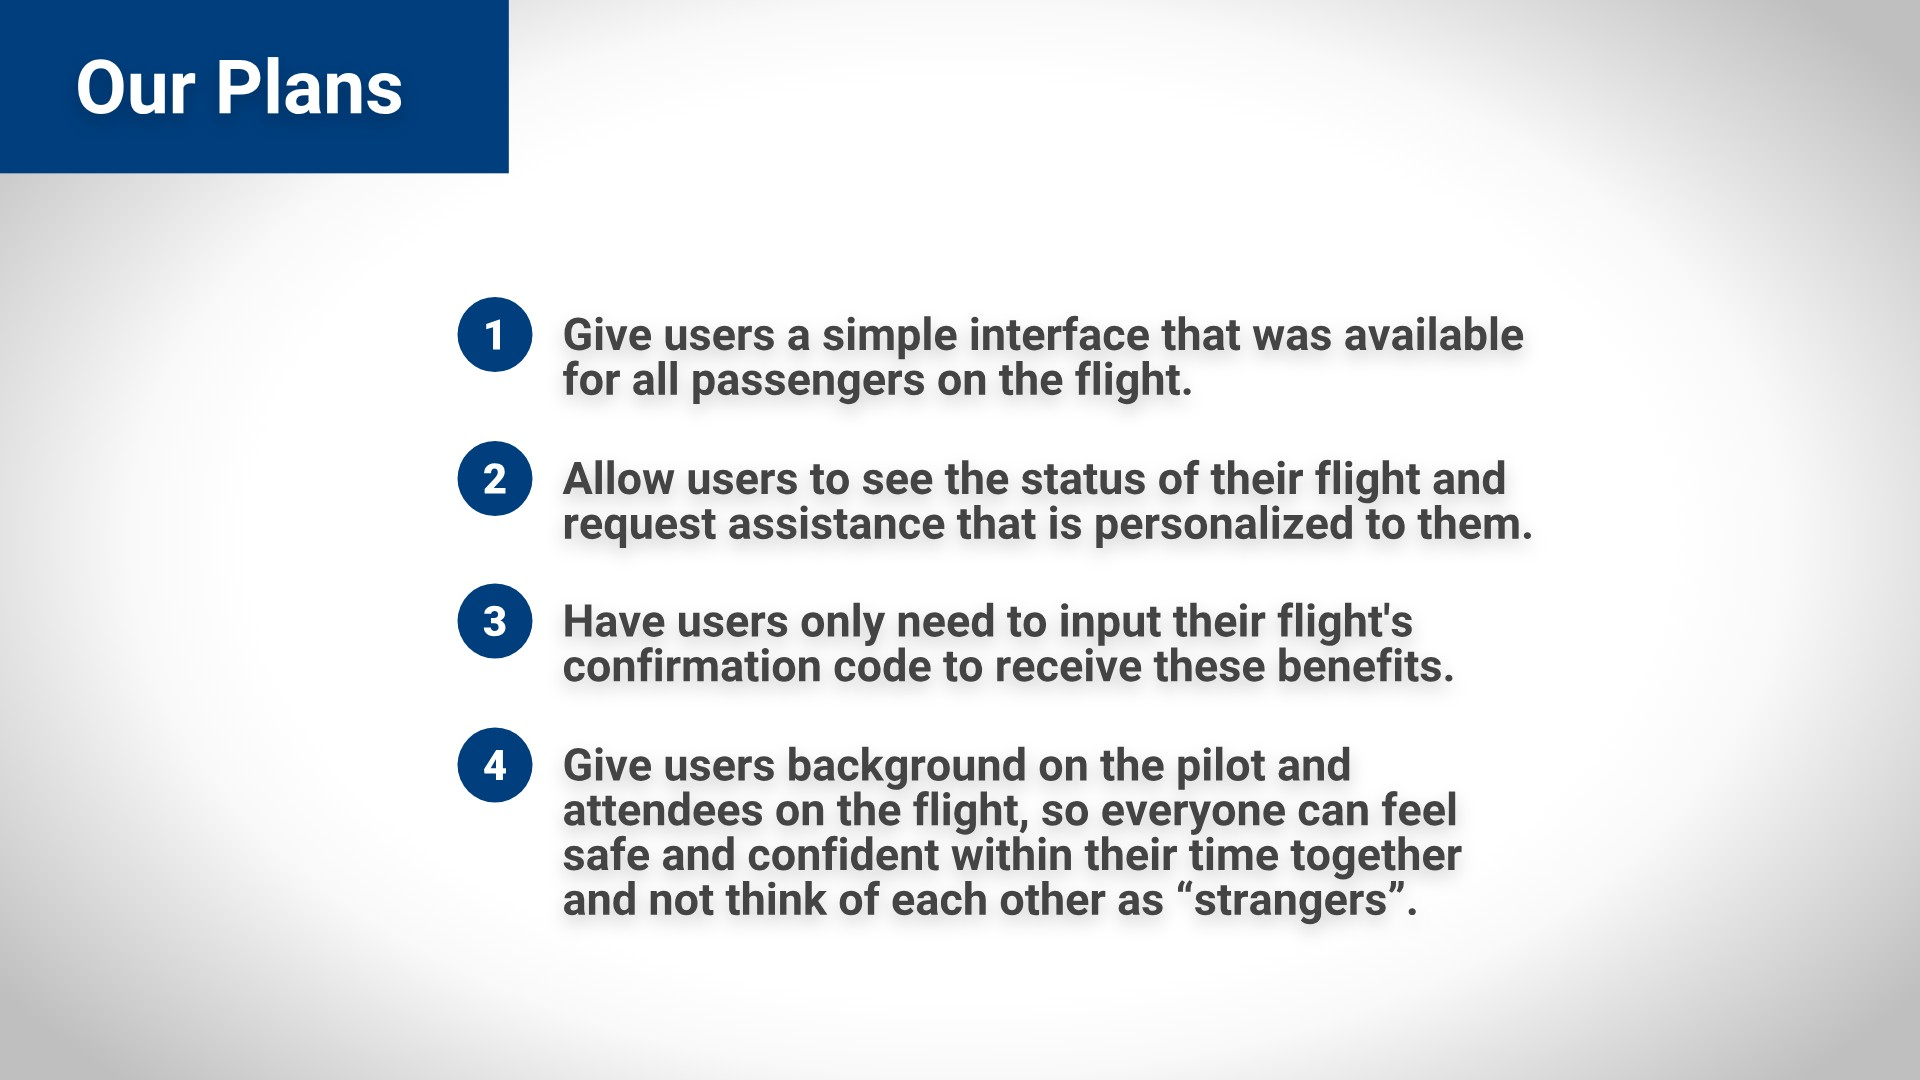 Our Plans
1
Give users a simple interface that was available
for all passengers on the flight.
2
Allow users to see the status of their flight and
request assistance that is personalized to them.
3
Have users only need to input their flight's
confirmation code to receive these benefits.
4
Give users background on the pilot and
attendees on the flight, so everyone can feel
safe and confident within their time together
and not think of each other as “strangers”.